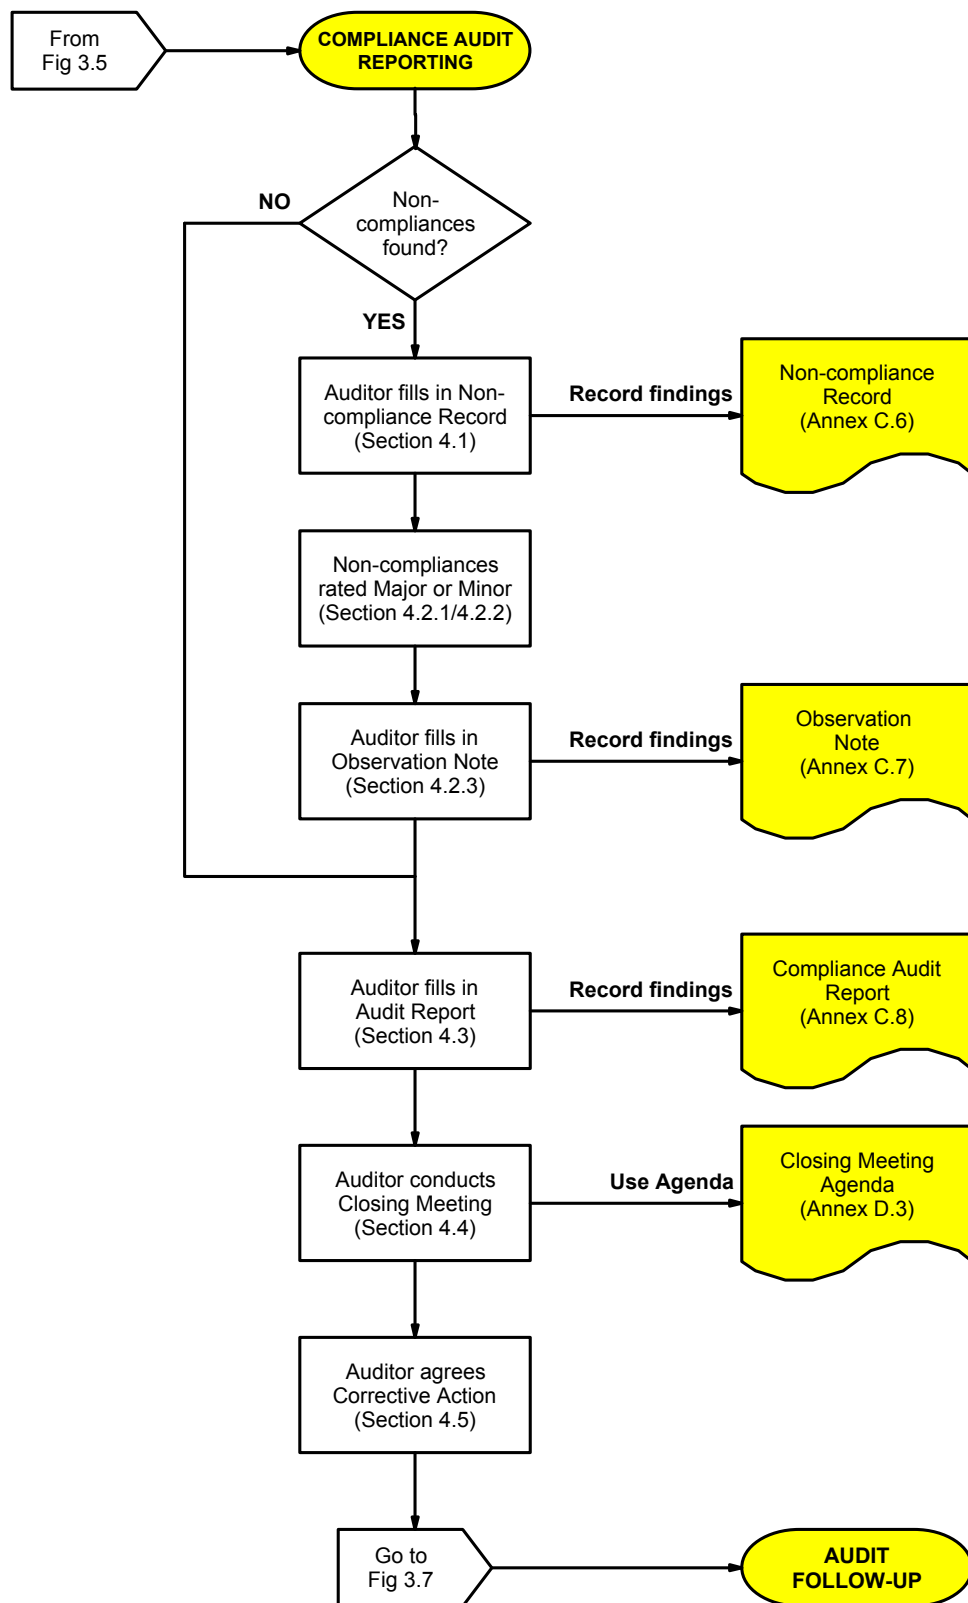 From
Fig 3.5
COMPLIANCE AUDIT
REPORTING
NO
Non-
compliances
found?
YES
Auditor fills in Non-
compliance Record
(Section 4.1)
Record findings
Non-compliance
Record
(Annex C.6)
Non-compliances
rated Major or Minor
(Section 4.2.1/4.2.2)
Auditor fills in
Observation Note
(Section 4.2.3)
Record findings
Observation
Note
(Annex C.7)
Auditor fills in
Audit Report
(Section 4.3)
Record findings
Compliance Audit
Report
(Annex C.8)
Auditor conducts
Closing Meeting
(Section 4.4)
Use Agenda
Closing Meeting
Agenda
(Annex D.3)
Auditor agrees
Corrective Action
(Section 4.5)
Go to
Fig 3.7
AUDIT
FOLLOW-UP